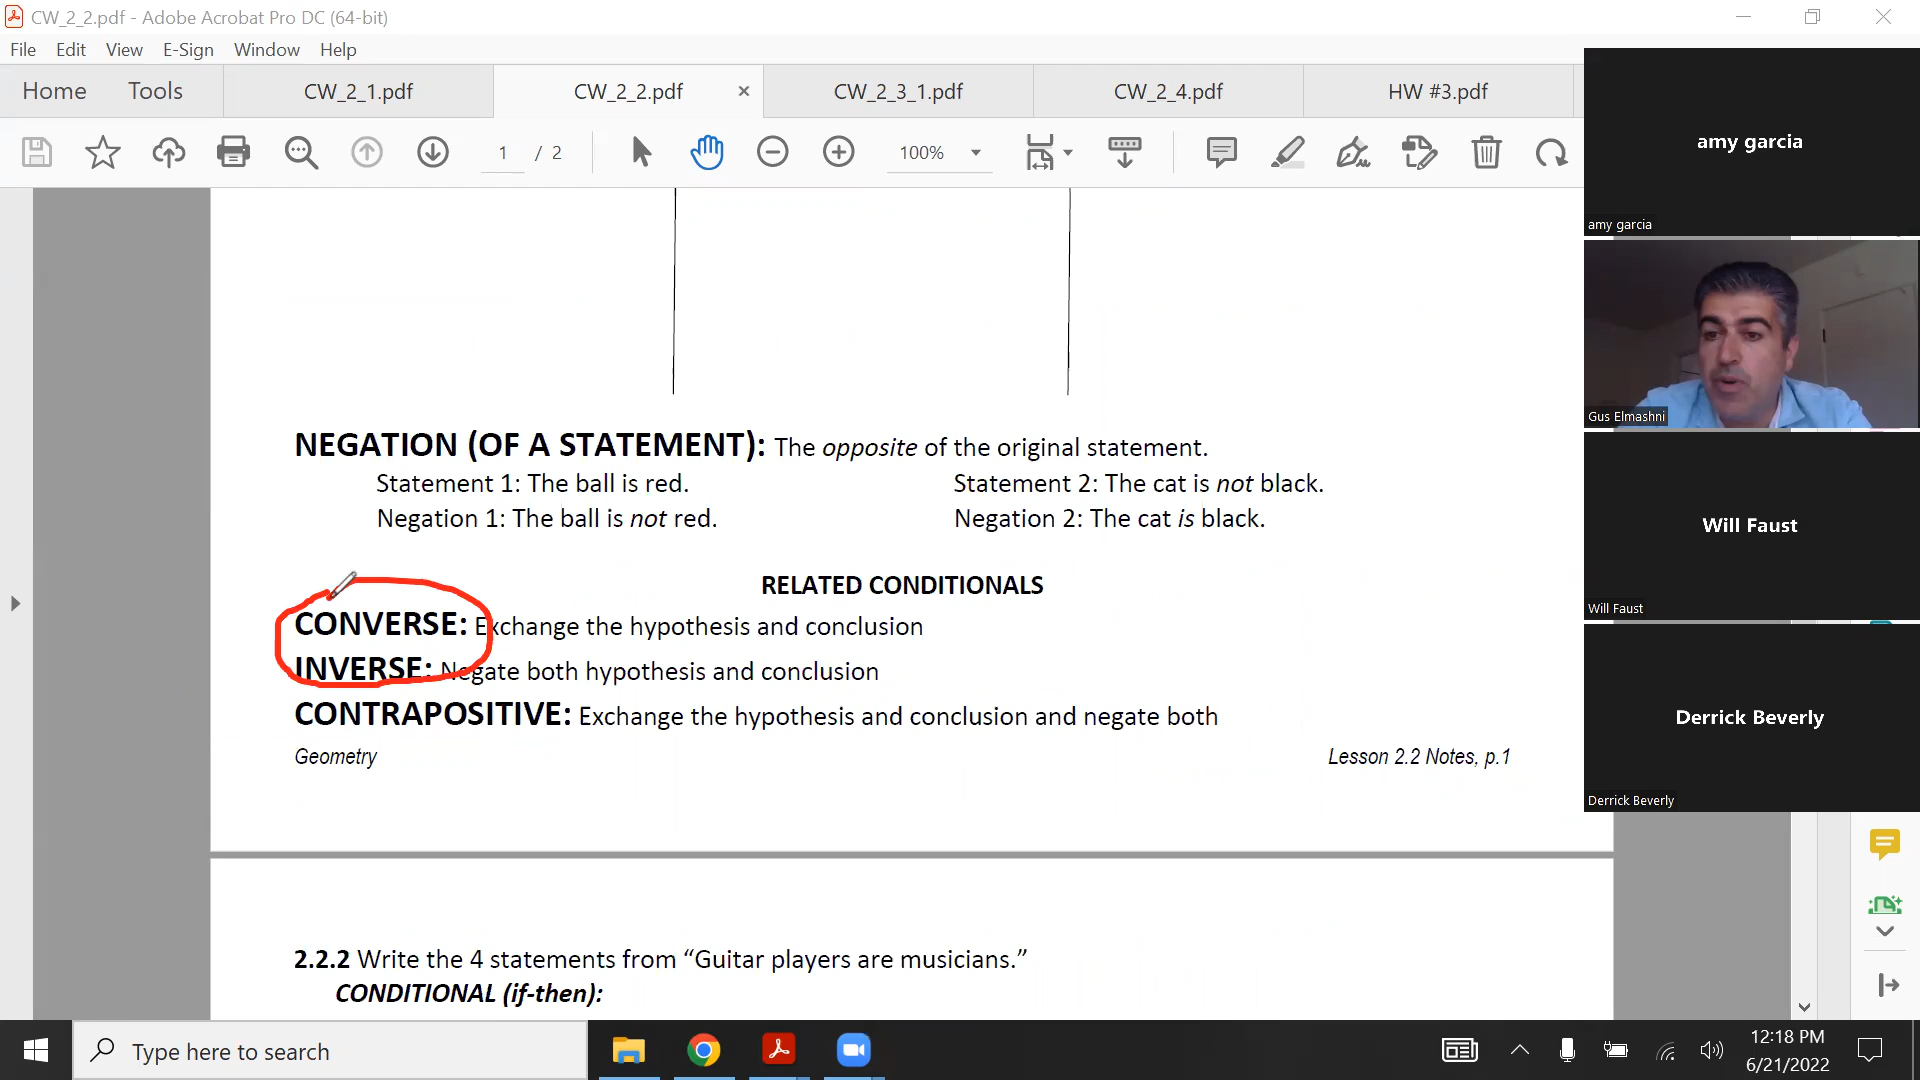 CW_2_2.pdf - Adobe Acrobat Pro DC (64-bit)
File Edit View E-Sign Window Help
Home Tools CW_2_1.pdf CW_2_2.pdf × CW_2_3_1.pdf CW_2_4.pdf HW #3.pdf
1 / 2 100%
amy garcia
amy garcia
Gus Elmashni
NEGATION (OF A STATEMENT): The opposite of the original statement.
Statement 1: The ball is red. Statement 2: The cat is not black.
Negation 1: The ball is not red. Negation 2: The cat is black.
Will Faust
Will Faust
RELATED CONDITIONALS
CONVERSE: Exchange the hypothesis and conclusion
INVERSE: Negate both hypothesis and conclusion
CONTRAPOSITIVE: Exchange the hypothesis and conclusion and negate both
Geometry Lesson 2.2 Notes, p.1
Derrick Beverly
Derrick Beverly
2.2.2 Write the 4 statements from “Guitar players are musicians.”
CONDITIONAL (if-then):
Type here to search
12:18 PM
6/21/2022